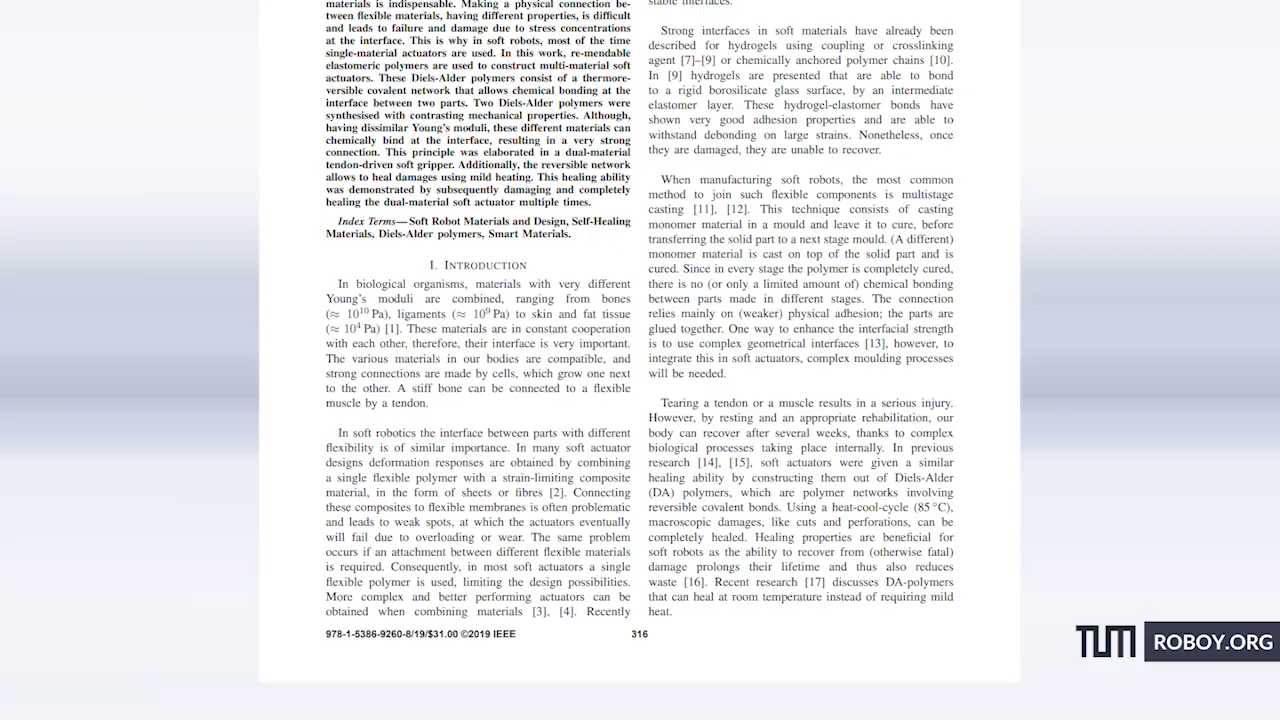 materials is indispensable. Making a physical connection be-
tween flexible materials, having different properties, is difficult
and leads to failure and damage due to stress concentrations
at the interface. This is why in soft robots, most of the time
single-material actuators are used. In this work, re-mendable
elastomeric polymers are used to construct multi-material soft
actuators. These Diels-Alder polymers consist of a thermore-
versible covalent network that allows chemical bonding at the
interface between two parts. Two Diels-Alder polymers were
synthesised with contrasting mechanical properties. Although,
having dissimilar Young's moduli, these different materials can
chemically bind at the interface, resulting in a very strong
connection. This principle was elaborated in a dual-material
tendon-driven soft gripper. Additionally, the reversible network
allows to heal damages using mild heating. This healing ability
was demonstrated by subsequently damaging and completely
healing the dual-material soft actuator multiple times.
Index Terms—Soft Robot Materials and Design, Self-Healing
Materials, Diels-Alder polymers, Smart Materials.
I. INTRODUCTION
In biological organisms, materials with very different
Young's moduli are combined, ranging from bones
(≈ 10¹⁰ Pa), ligaments (≈ 10⁹ Pa) to skin and fat tissue
(≈ 10⁴ Pa) [1]. These materials are in constant cooperation
with each other, therefore, their interface is very important.
The various materials in our bodies are compatible, and
strong connections are made by cells, which grow one next
to the other. A stiff bone can be connected to a flexible
muscle by a tendon.
In soft robotics the interface between parts with different
flexibility is of similar importance. In many soft actuator
designs deformation responses are obtained by combining
a single flexible polymer with a strain-limiting composite
material, in the form of sheets or fibres [2]. Connecting
these composites to flexible membranes is often problematic
and leads to weak spots, at which the actuators eventually
will fail due to overloading or wear. The same problem
occurs if an attachment between different flexible materials
is required. Consequently, in most soft actuators a single
flexible polymer is used, limiting the design possibilities.
More complex and better performing actuators can be
obtained when combining materials [3], [4]. Recently
stable interfaces.
Strong interfaces in soft materials have already been
described for hydrogels using coupling or crosslinking
agent [7]–[9] or chemically anchored polymer chains [10].
In [9] hydrogels are presented that are able to bond
to a rigid borosilicate glass surface, by an intermediate
elastomer layer. These hydrogel-elastomer bonds have
shown very good adhesion properties and are able to
withstand debonding on large strains. Nonetheless, once
they are damaged, they are unable to recover.
When manufacturing soft robots, the most common
method to join such flexible components is multistage
casting [11], [12]. This technique consists of casting
monomer material in a mould and leave it to cure, before
transferring the solid part to a next stage mould. (A different)
monomer material is cast on top of the solid part and is
cured. Since in every stage the polymer is completely cured,
there is no (or only a limited amount of) chemical bonding
between parts made in different stages. The connection
relies mainly on (weaker) physical adhesion; the parts are
glued together. One way to enhance the interfacial strength
is to use complex geometrical interfaces [13], however, to
integrate this in soft actuators, complex moulding processes
will be needed.
Tearing a tendon or a muscle results in a serious injury.
However, by resting and an appropriate rehabilitation, our
body can recover after several weeks, thanks to complex
biological processes taking place internally. In previous
research [14], [15], soft actuators were given a similar
healing ability by constructing them out of Diels-Alder
(DA) polymers, which are polymer networks involving
reversible covalent bonds. Using a heat-cool-cycle (85 °C),
macroscopic damages, like cuts and perforations, can be
completely healed. Healing properties are beneficial for
soft robots as the ability to recover from (otherwise fatal)
damage prolongs their lifetime and thus also reduces
waste [16]. Recent research [17] discusses DA-polymers
that can heal at room temperature instead of requiring mild
heat.
978-1-5386-9260-8/19/$31.00 ©2019 IEEE
316
TUM
ROBOY.ORG